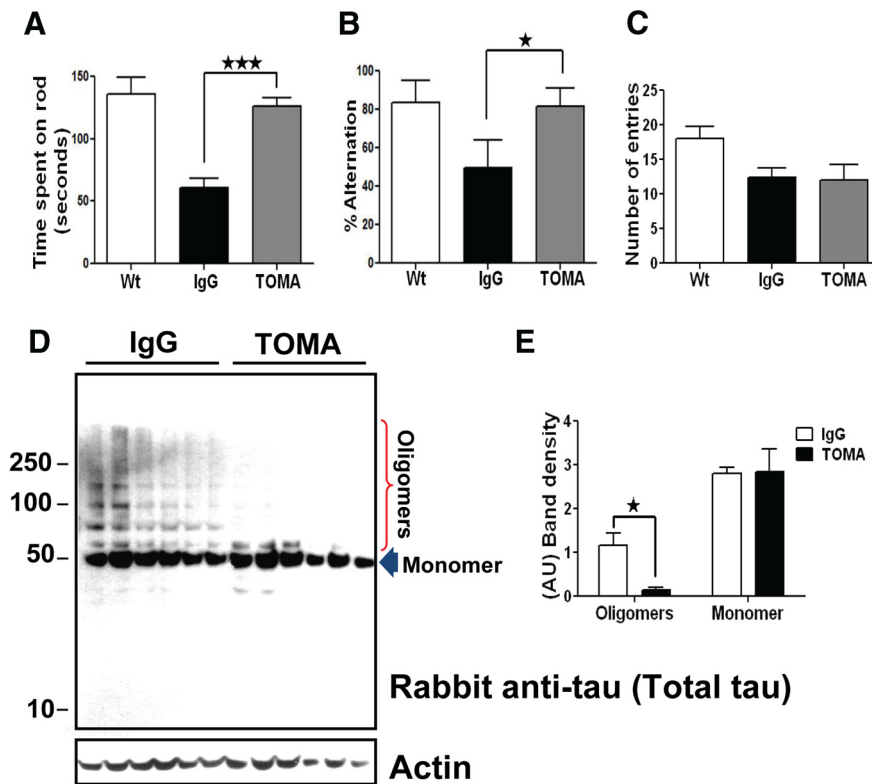 A
Time spent on rod
(seconds)
150
100
50
0
★★★
Wt
IgG
TOMA
B
% Alternation
100
80
60
40
20
0
★
Wt
IgG
TOMA
C
Number of entries
25
20
15
10
5
0
Wt
IgG
TOMA
D
IgG
TOMA
250
100
50
10
Oligomers
Monomer
Rabbit anti-tau (Total tau)
Actin
E
(AU) Band density
4
3
2
1
0
★
IgG
TOMA
Oligomers
Monomer